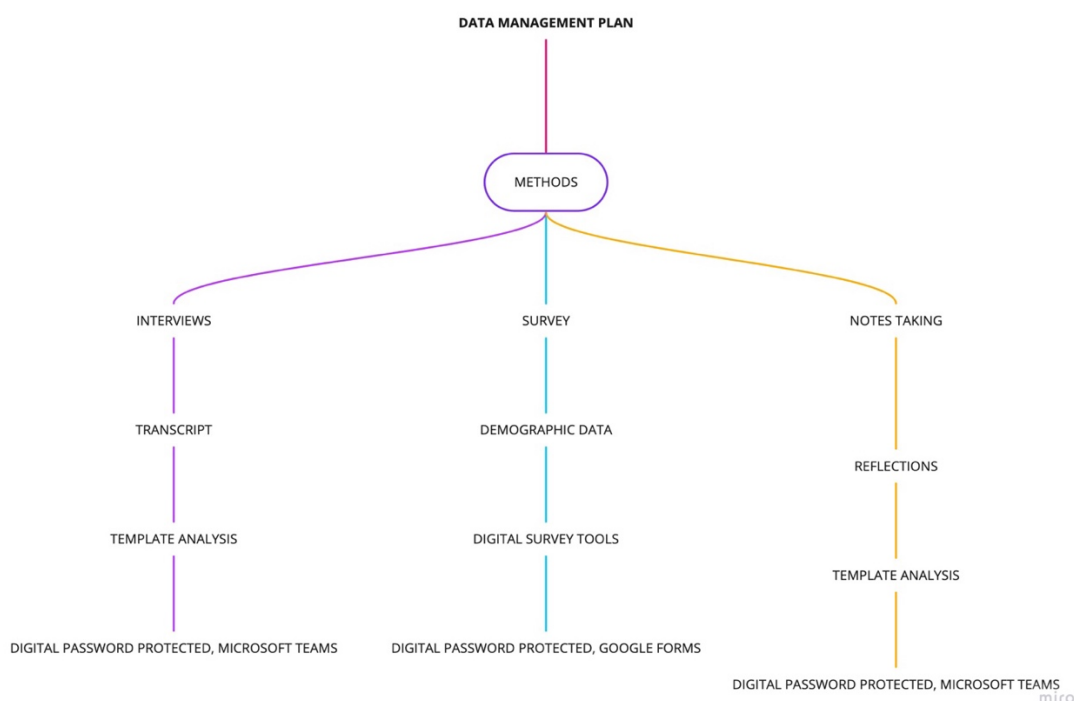 DATA MANAGEMENT PLAN
METHODS
INTERVIEWS
TRANSCRIPT
TEMPLATE ANALYSIS
DIGITAL PASSWORD PROTECTED, MICROSOFT TEAMS
SURVEY
DEMOGRAPHIC DATA
DIGITAL SURVEY TOOLS
DIGITAL PASSWORD PROTECTED, GOOGLE FORMS
NOTES TAKING
REFLECTIONS
TEMPLATE ANALYSIS
DIGITAL PASSWORD PROTECTED, MICROSOFT TEAMS
miro